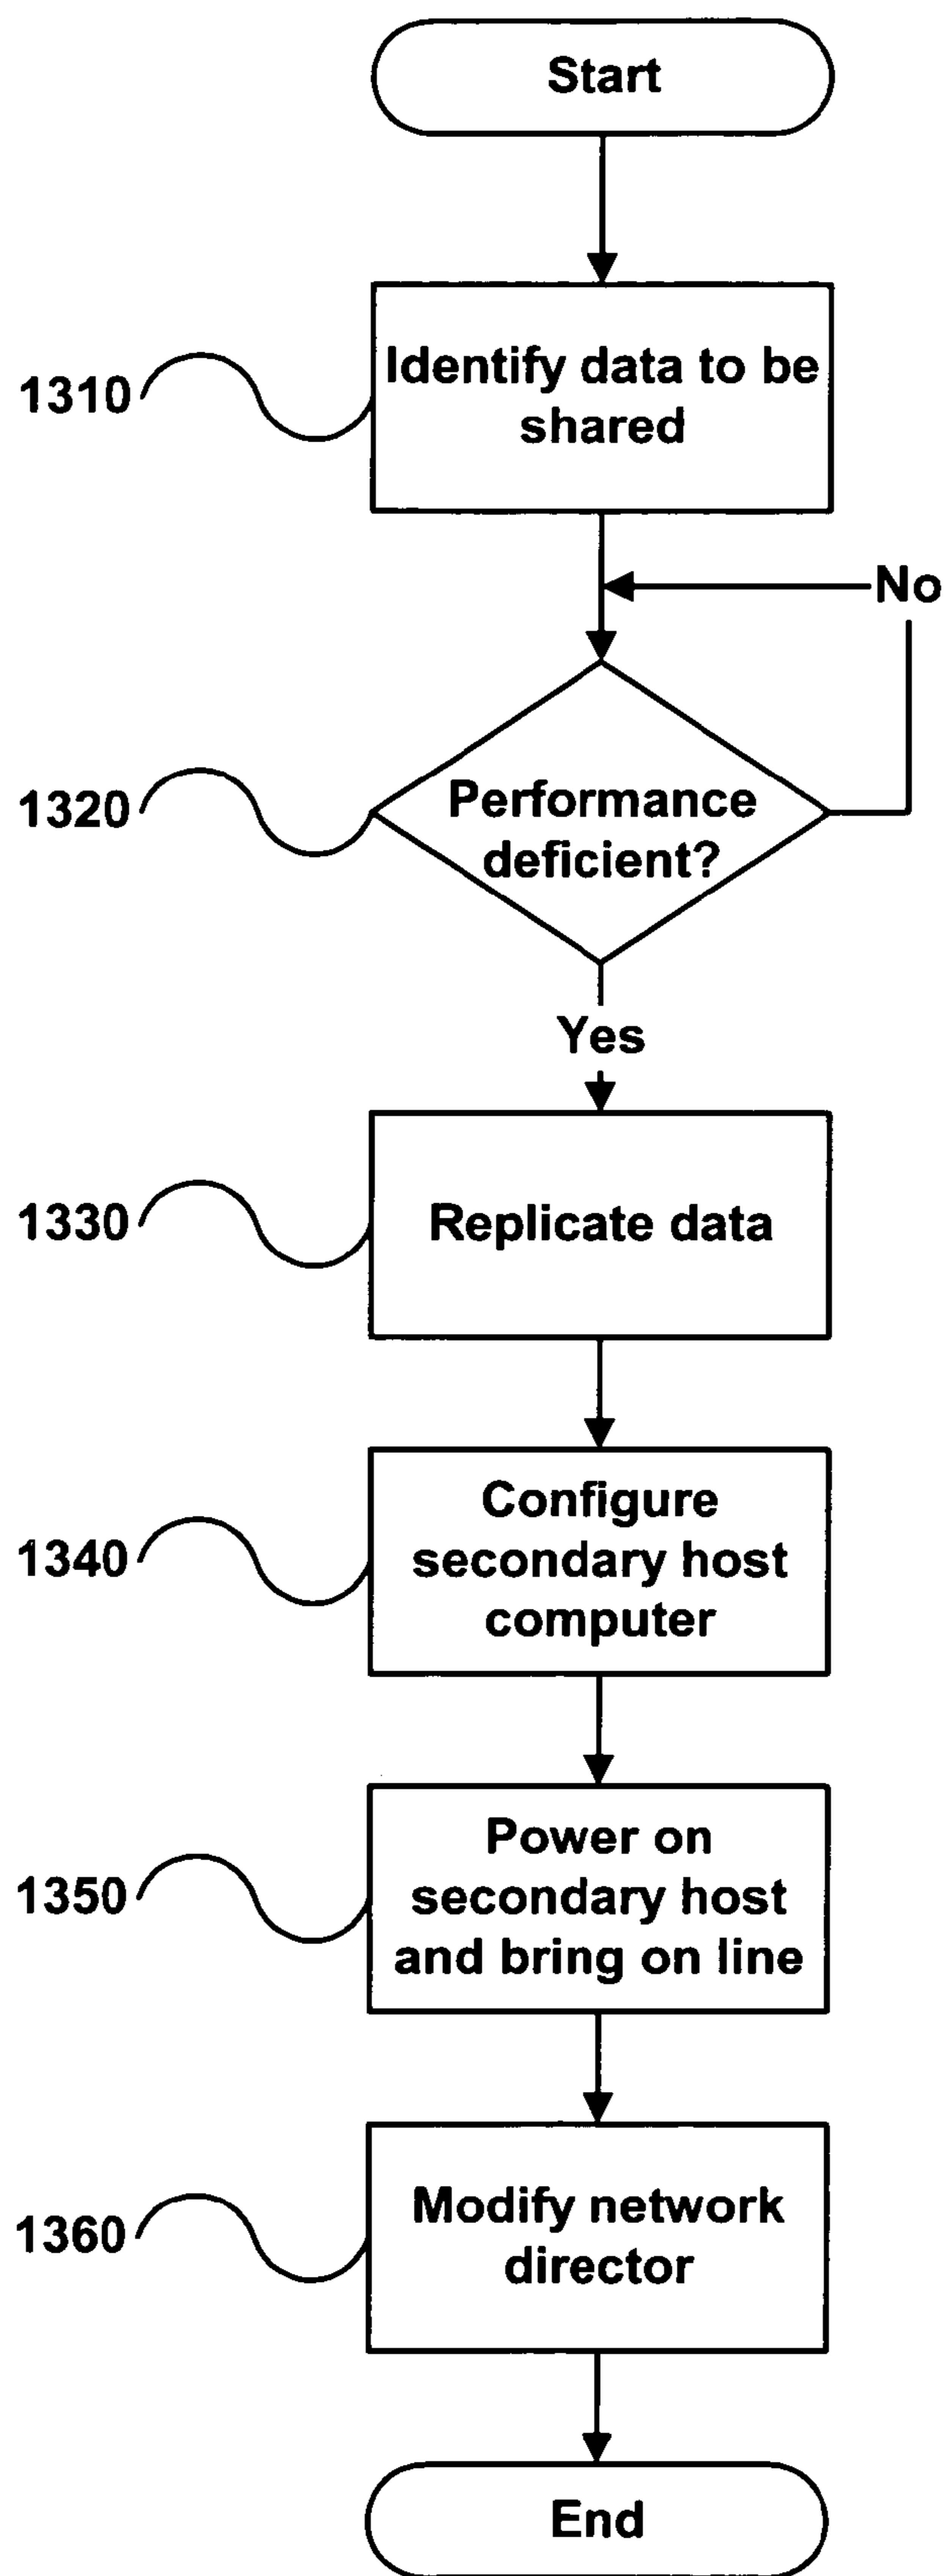 Start
1310
Identify data to be
shared
No
1320
Performance
deficient?
Yes
1330
Replicate data
1340
Configure
secondary host
computer
1350
Power on
secondary host
and bring on line
1360
Modify network
director
End